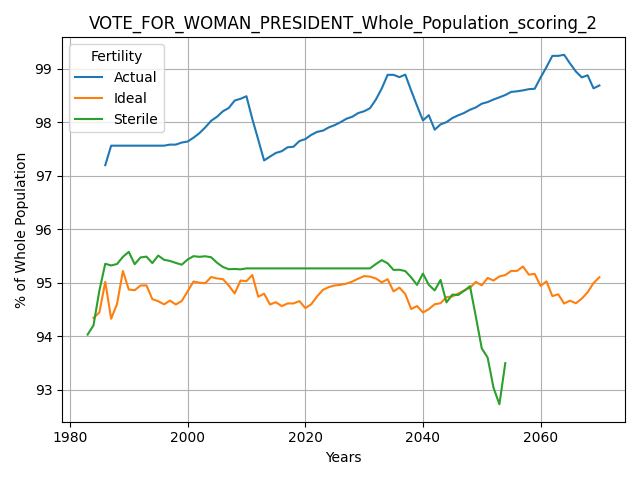 VOTE_FOR_WOMAN_PRESIDENT_Whole_Population_scoring_2
Fertility
Actual
Ideal
Sterile
% of Whole Population
99
98
97
96
95
94
93
1980
2000
2020
2040
2060
Years